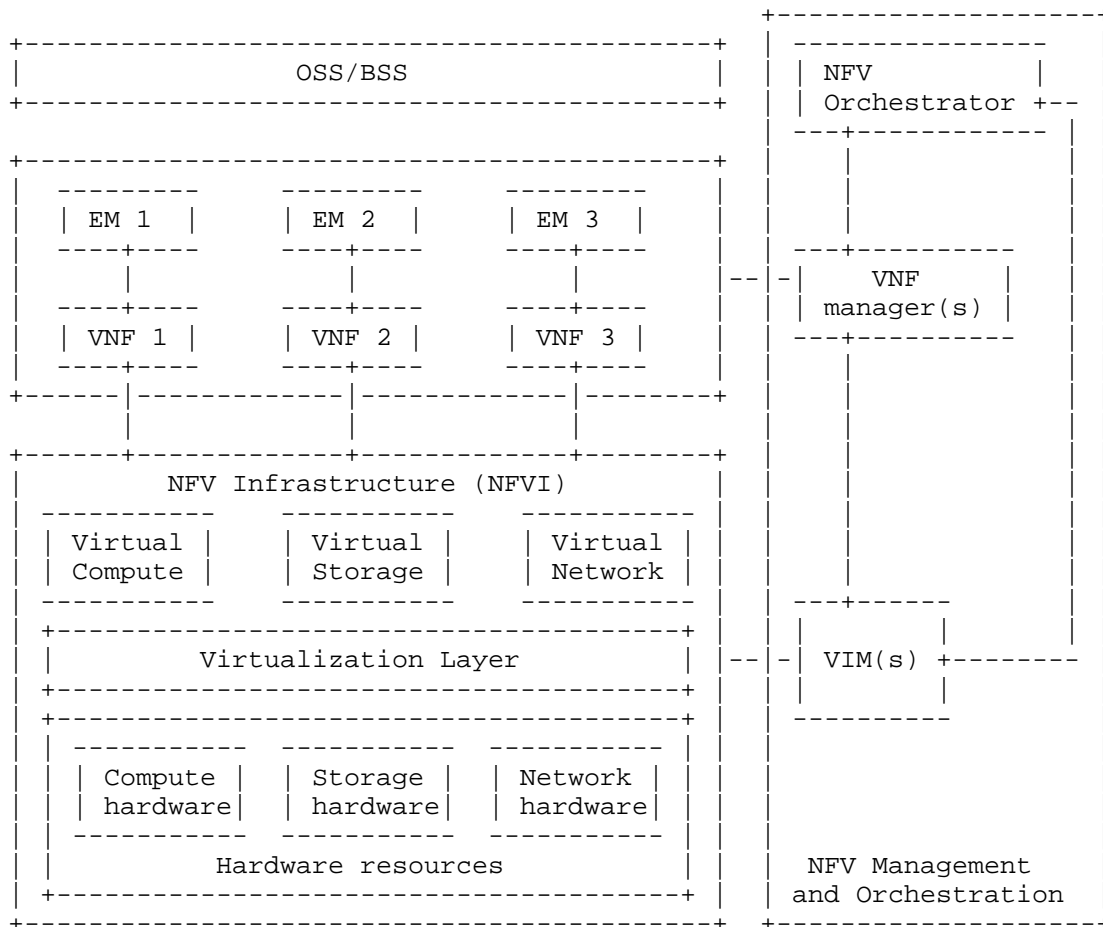 OSS/BSS
NFV
Orchestrator
EM 1 EM 2 EM 3
VNF
manager(s)
VNF 1 VNF 2 VNF 3
NFV Infrastructure (NFVI)
Virtual Virtual Virtual
Compute Storage Network
Virtualization Layer
VIM(s)
Compute Storage Network
hardware hardware hardware
Hardware resources
NFV Management
and Orchestration